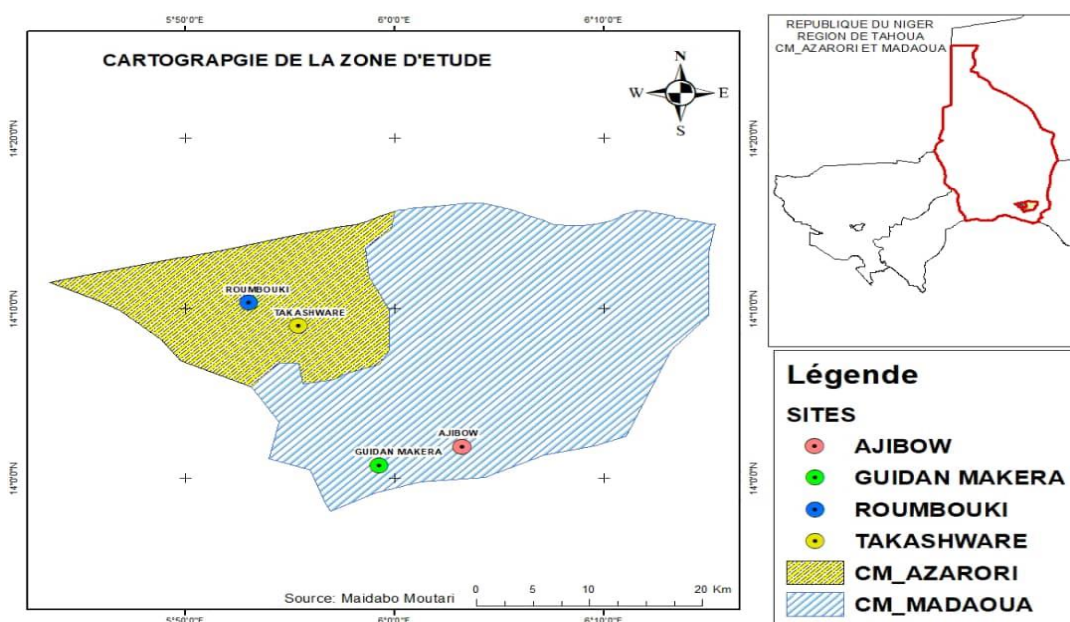 5°50'0"E 6°0'0"E 6°10'0"E
CARTOGRAPGIE DE LA ZONE D'ETUDE
N
W E
S
14°20'0"N 14°20'0"N
ROUMBOUKI
TAKASHWARE
14°10'0"N 14°10'0"N
AJIBOW
GUIDAN MAKERA
14°0'0"N 14°0'0"N
Source: Maidabo Moutari
0 5 10 20 Km
5°50'0"E 6°0'0"E 6°10'0"E
REPUBLIQUE DU NIGER
REGION DE TAHOUA
CM_AZARORI ET MADAOUA
Légende
SITES
AJIBOW
GUIDAN MAKERA
ROUMBOUKI
TAKASHWARE
CM_AZARORI
CM_MADAOUA